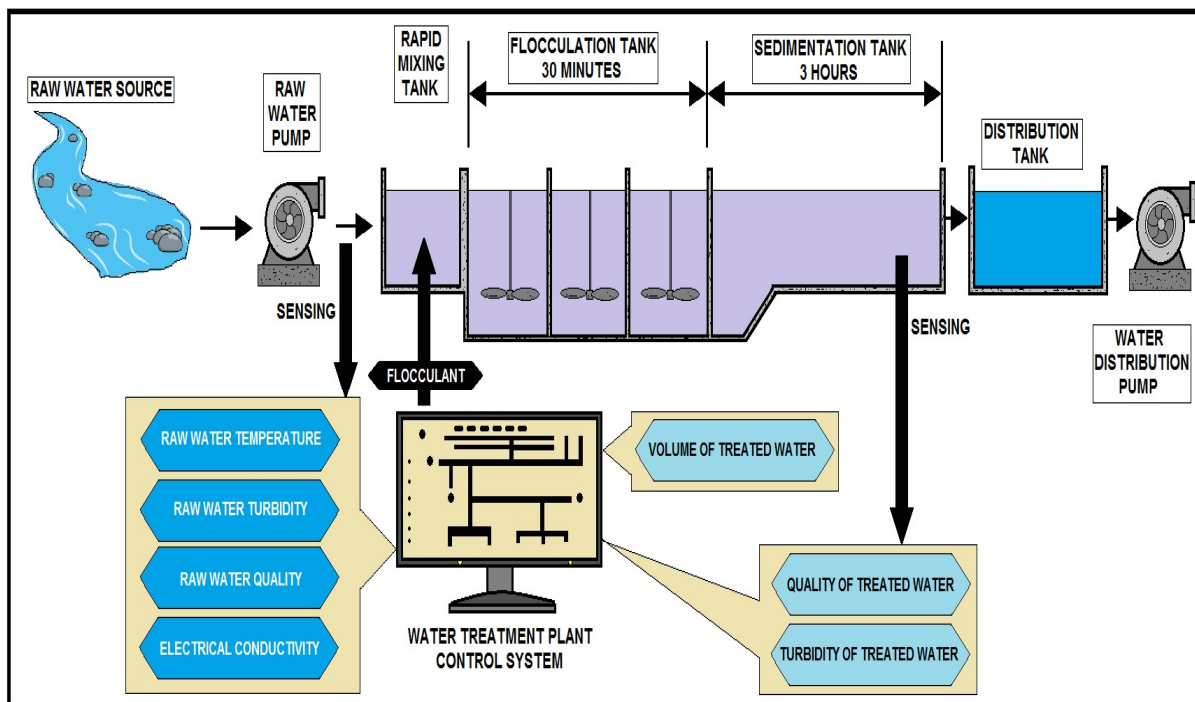 RAW WATER SOURCE
RAW
WATER
PUMP
RAPID
MIXING
TANK
FLOCCULATION TANK
30 MINUTES
SEDIMENTATION TANK
3 HOURS
DISTRIBUTION
TANK
SENSING
FLOCCULANT
SENSING
WATER
DISTRIBUTION
PUMP
RAW WATER TEMPERATURE
RAW WATER TURBIDITY
RAW WATER QUALITY
ELECTRICAL CONDUCTIVITY
VOLUME OF TREATED WATER
QUALITY OF TREATED WATER
TURBIDITY OF TREATED WATER
WATER TREATMENT PLANT
CONTROL SYSTEM